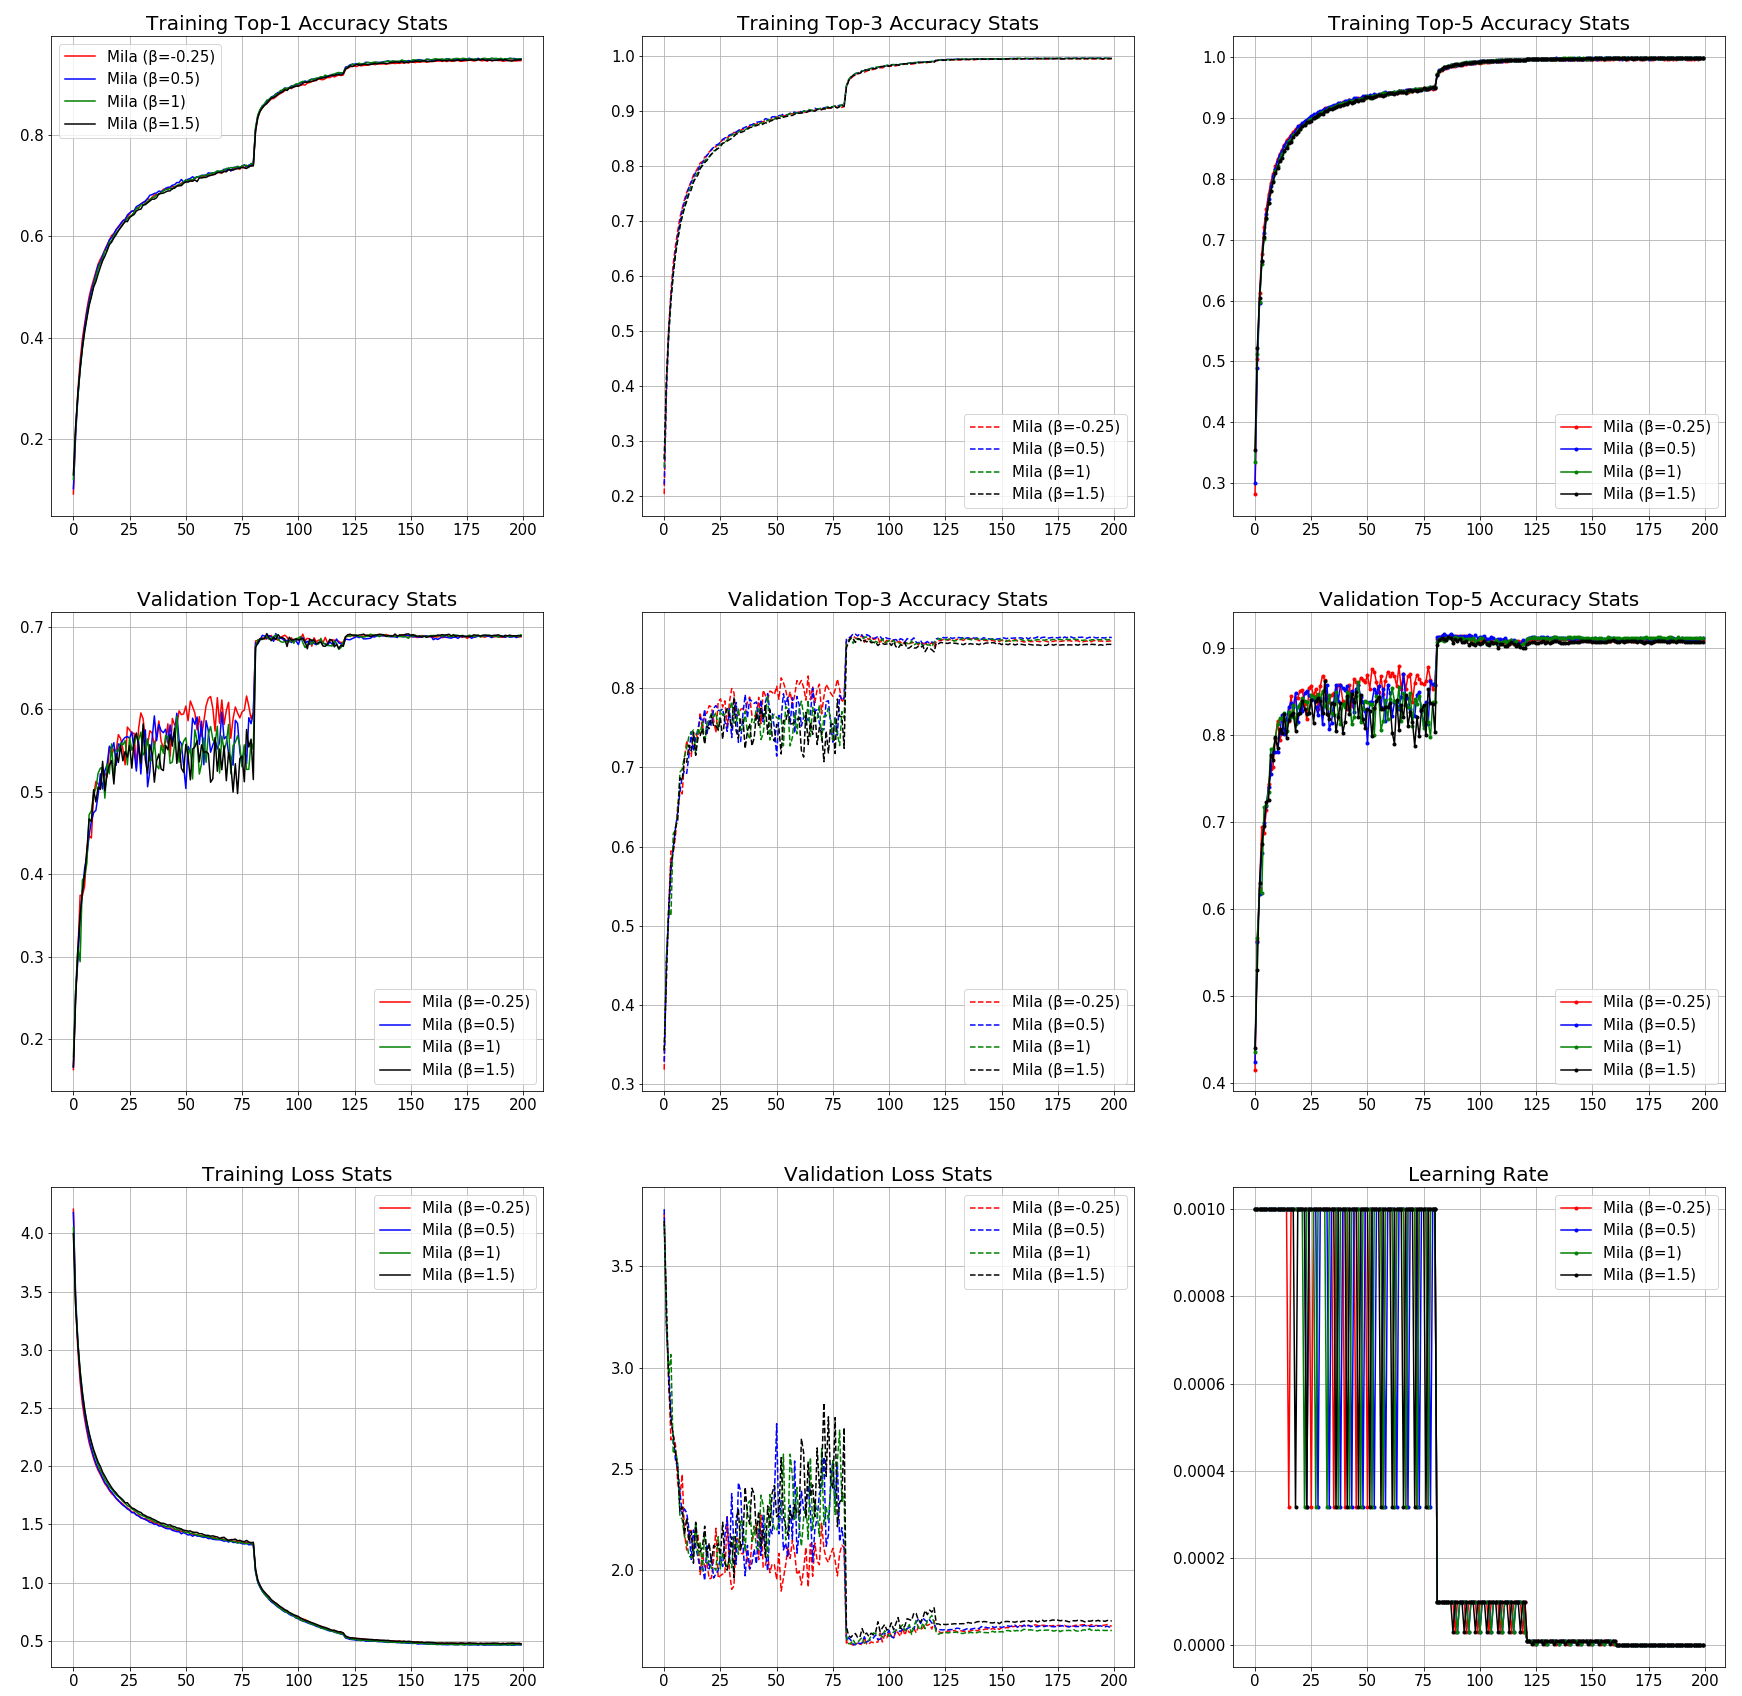 Training Top-1 Accuracy Stats
Mila (β=-0.25)
Mila (β=0.5)
Mila (β=1)
Mila (β=1.5)
0.8
0.6
0.4
0.2
0 25 50 75 100 125 150 175 200
Training Top-3 Accuracy Stats
1.0
0.9
0.8
0.7
0.6
0.5
0.4
0.3
0.2
Mila (β=-0.25)
Mila (β=0.5)
Mila (β=1)
Mila (β=1.5)
0 25 50 75 100 125 150 175 200
Training Top-5 Accuracy Stats
1.0
0.9
0.8
0.7
0.6
0.5
0.4
0.3
Mila (β=-0.25)
Mila (β=0.5)
Mila (β=1)
Mila (β=1.5)
0 25 50 75 100 125 150 175 200
Validation Top-1 Accuracy Stats
0.7
0.6
0.5
0.4
0.3
0.2
Mila (β=-0.25)
Mila (β=0.5)
Mila (β=1)
Mila (β=1.5)
0 25 50 75 100 125 150 175 200
Validation Top-3 Accuracy Stats
0.8
0.7
0.6
0.5
0.4
0.3
Mila (β=-0.25)
Mila (β=0.5)
Mila (β=1)
Mila (β=1.5)
0 25 50 75 100 125 150 175 200
Validation Top-5 Accuracy Stats
0.9
0.8
0.7
0.6
0.5
0.4
Mila (β=-0.25)
Mila (β=0.5)
Mila (β=1)
Mila (β=1.5)
0 25 50 75 100 125 150 175 200
Training Loss Stats
Mila (β=-0.25)
Mila (β=0.5)
Mila (β=1)
Mila (β=1.5)
4.0
3.5
3.0
2.5
2.0
1.5
1.0
0.5
0 25 50 75 100 125 150 175 200
Validation Loss Stats
Mila (β=-0.25)
Mila (β=0.5)
Mila (β=1)
Mila (β=1.5)
3.5
3.0
2.5
2.0
0 25 50 75 100 125 150 175 200
Learning Rate
Mila (β=-0.25)
Mila (β=0.5)
Mila (β=1)
Mila (β=1.5)
0.0010
0.0008
0.0006
0.0004
0.0002
0.0000
0 25 50 75 100 125 150 175 200